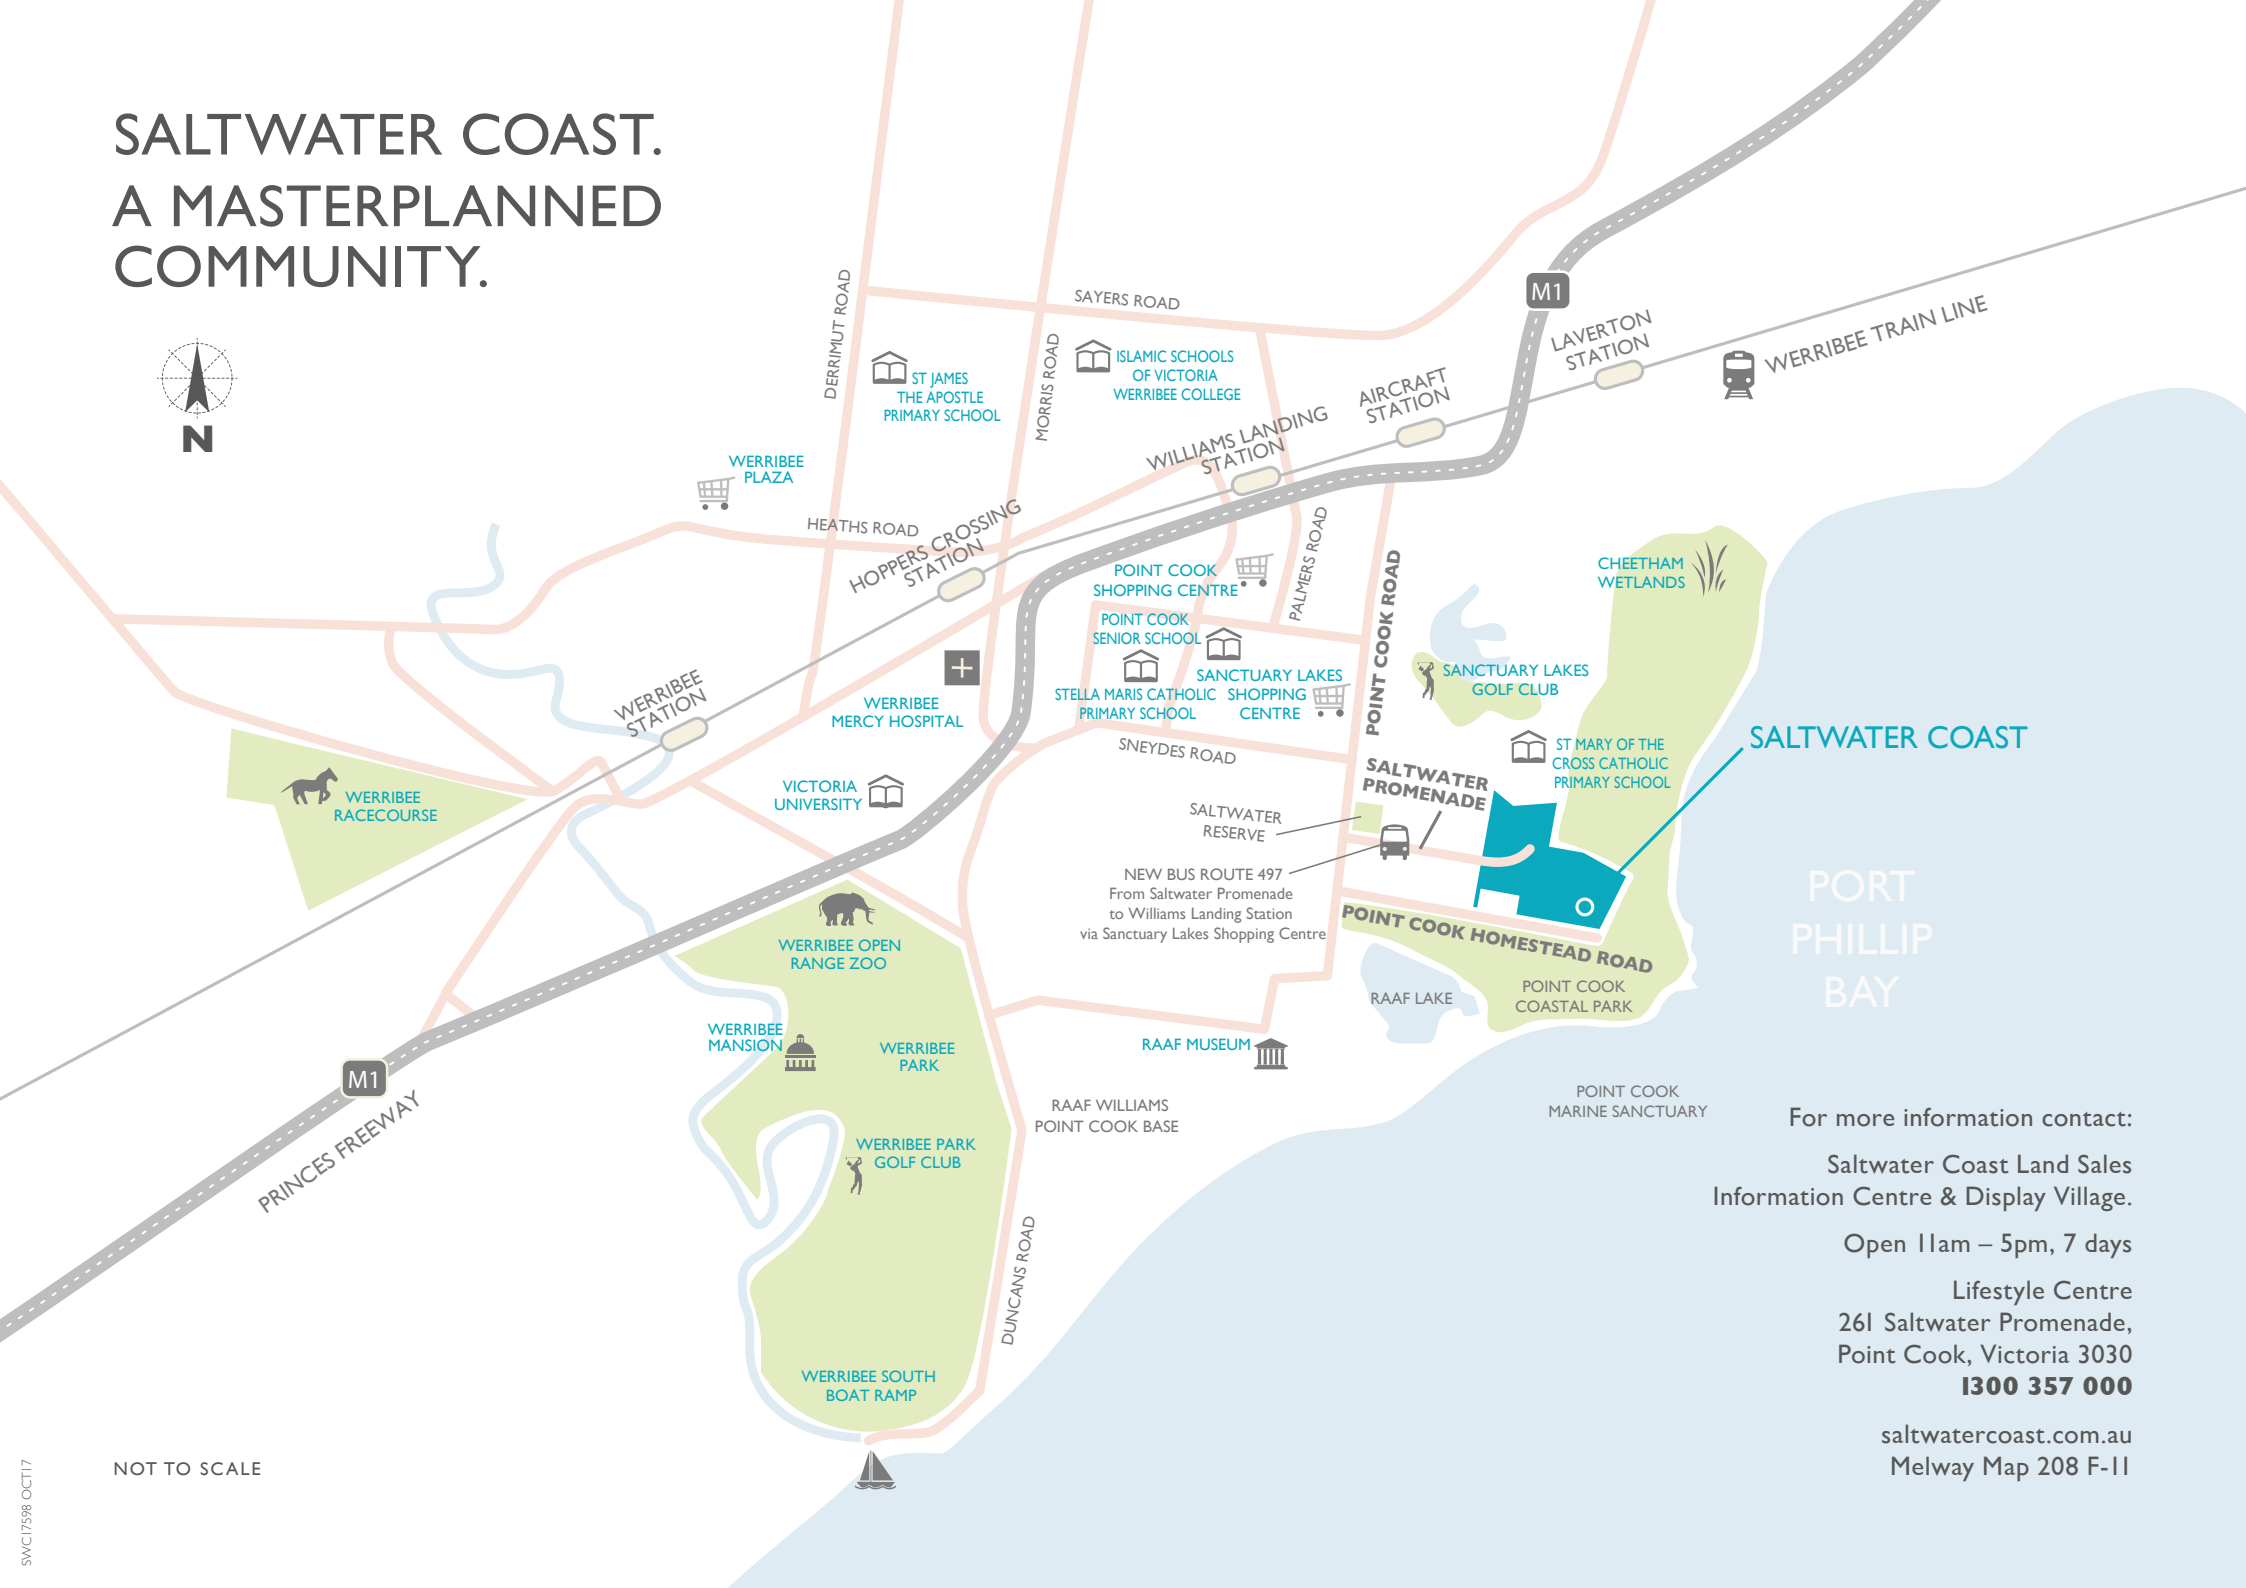 SALTWATER COAST.
A MASTERPLANNED
COMMUNITY.
N
DERRIMUT ROAD
SAYERS ROAD
MORRIS ROAD
ST JAMES
THE APOSTLE
PRIMARY SCHOOL
ISLAMIC SCHOOLS
OF VICTORIA
WERRIBEE COLLEGE
M1
LAVERTON
STATION
WERRIBEE TRAIN LINE
AIRCRAFT
STATION
WILLIAMS LANDING
STATION
WERRIBEE
PLAZA
HEATHS ROAD
HOPPERS CROSSING
STATION
PALMERS ROAD
POINT COOK ROAD
POINT COOK
SHOPPING CENTRE
POINT COOK
SENIOR SCHOOL
STELLA MARIS CATHOLIC
PRIMARY SCHOOL
SANCTUARY LAKES
SHOPPING
CENTRE
CHEETHAM
WETLANDS
SANCTUARY LAKES
GOLF CLUB
WERRIBEE
STATION
WERRIBEE
MERCY HOSPITAL
SNEYDES ROAD
ST MARY OF THE
CROSS CATHOLIC
PRIMARY SCHOOL
SALTWATER COAST
SALTWATER
PROMENADE
WERRIBEE
RACECOURSE
VICTORIA
UNIVERSITY
SALTWATER
RESERVE
NEW BUS ROUTE 497
From Saltwater Promenade
to Williams Landing Station
via Sanctuary Lakes Shopping Centre
POINT COOK HOMESTEAD ROAD
PORT
PHILLIP
BAY
WERRIBEE OPEN
RANGE ZOO
RAAF LAKE
POINT COOK
COASTAL PARK
WERRIBEE
MANSION
WERRIBEE
PARK
RAAF MUSEUM
M1
PRINCES FREEWAY
RAAF WILLIAMS
POINT COOK BASE
POINT COOK
MARINE SANCTUARY
WERRIBEE PARK
GOLF CLUB
DUNCANS ROAD
WERRIBEE SOUTH
BOAT RAMP
For more information contact:
Saltwater Coast Land Sales
Information Centre & Display Village.
Open 11am – 5pm, 7 days
Lifestyle Centre
261 Saltwater Promenade,
Point Cook, Victoria 3030
1300 357 000
saltwatercoast.com.au
Melway Map 208 F-11
NOT TO SCALE
SWC17598 OCT17